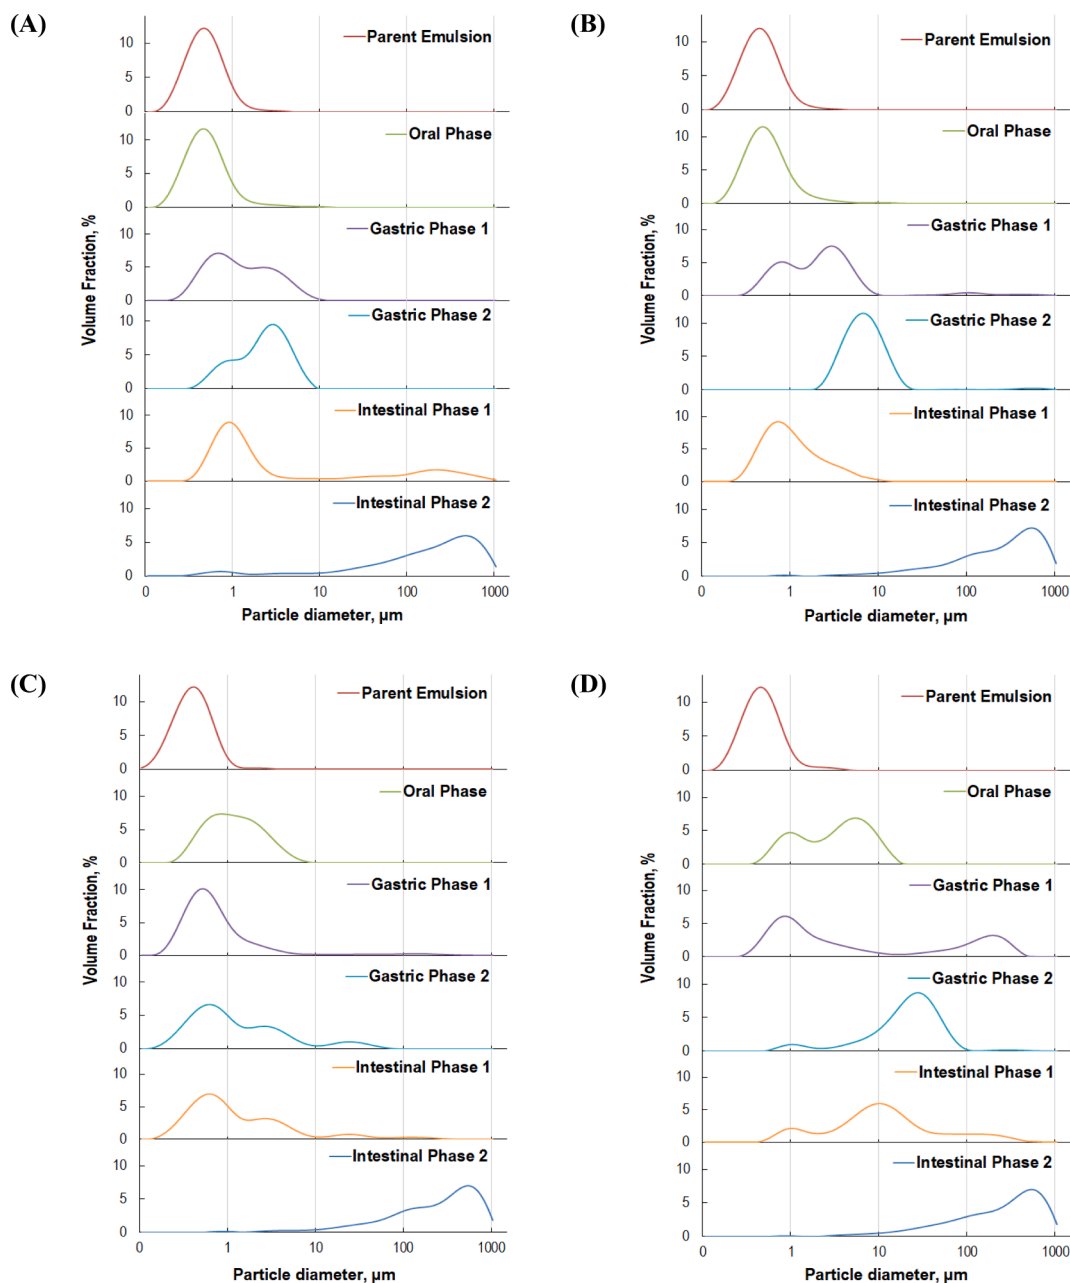 (A)
10
5
0
Parent Emulsion
10
5
0
Oral Phase
10
5
0
Gastric Phase 1
10
5
0
Gastric Phase 2
10
5
0
Intestinal Phase 1
10
5
0
Intestinal Phase 2
Volume Fraction, %
0 1 10 100 1000
Particle diameter, µm
(B)
10
5
0
Parent Emulsion
10
5
0
Oral Phase
10
5
0
Gastric Phase 1
10
5
0
Gastric Phase 2
10
5
0
Intestinal Phase 1
10
5
0
Intestinal Phase 2
Volume Fraction, %
0 1 10 100 1000
Particle diameter, µm
(C)
10
5
0
Parent Emulsion
10
5
0
Oral Phase
10
5
0
Gastric Phase 1
10
5
0
Gastric Phase 2
10
5
0
Intestinal Phase 1
10
5
0
Intestinal Phase 2
Volume Fraction, %
0 1 10 100 1000
Particle diameter, µm
(D)
10
5
0
Parent Emulsion
10
5
0
Oral Phase
10
5
0
Gastric Phase 1
10
5
0
Gastric Phase 2
10
5
0
Intestinal Phase 1
10
5
0
Intestinal Phase 2
Volume Fraction, %
0 1 10 100 1000
Particle diameter, µm